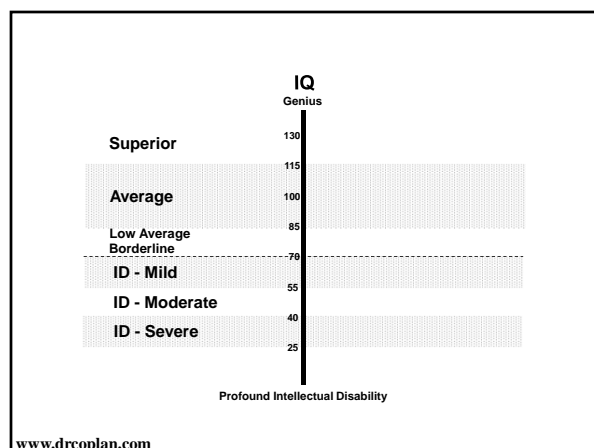 IQ
Genius
130
Superior
115
Average
100
85
Low Average
Borderline
70
ID - Mild
55
ID - Moderate
40
ID - Severe
25
Profound Intellectual Disability
www.drcoplan.com